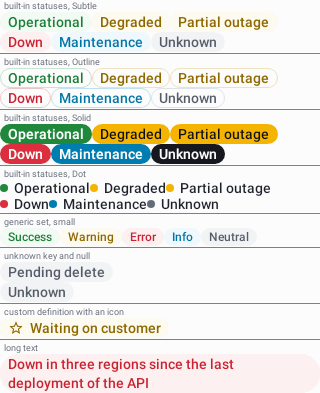 built-in statuses, Subtle
Operational Degraded Partial outage
Down Maintenance Unknown
built-in statuses, Outline
Operational Degraded Partial outage
Down Maintenance Unknown
built-in statuses, Solid
Operational Degraded Partial outage
Down Maintenance Unknown
built-in statuses, Dot
Operational Degraded Partial outage
Down Maintenance Unknown
generic set, small
Success Warning Error Info Neutral
unknown key and null
Pending delete
Unknown
custom definition with an icon
Waiting on customer
long text
Down in three regions since the last
deployment of the API